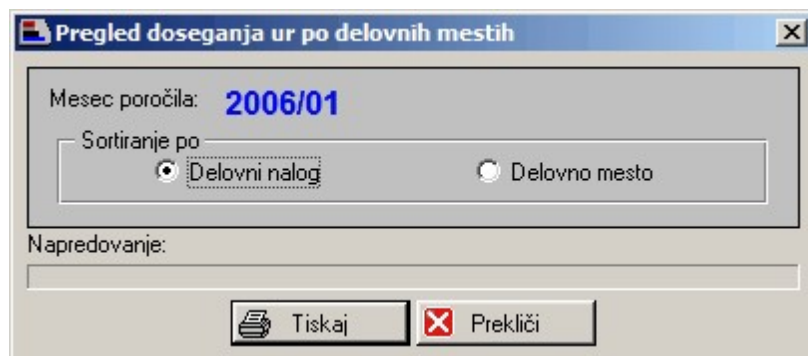 Pregled doseganja ur po delovnih mestih
Mesec poročila: 2006/01
Sortiranje po
Delovni nalog Delovno mesto
Napredovanje:
Tiskaj Prekliči